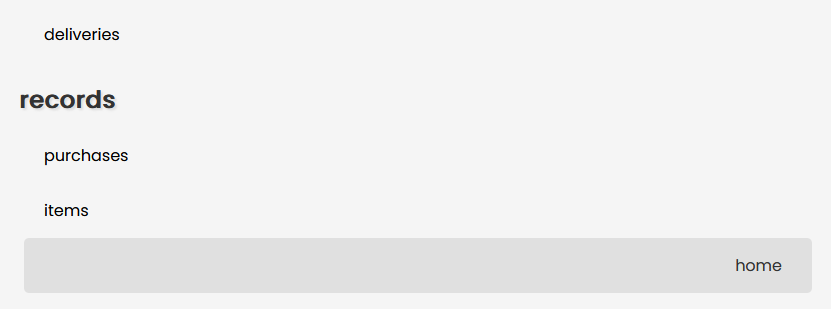 deliveries
records
purchases
items
home